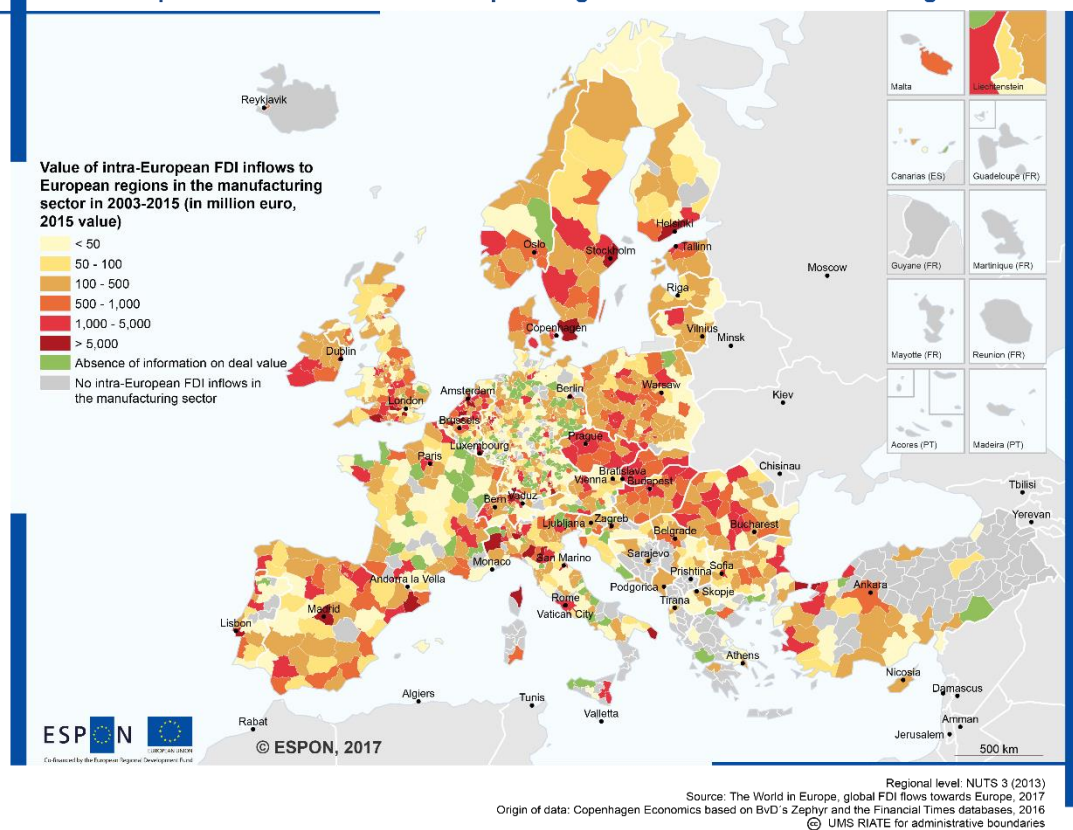 Reykjavik
Value of intra-European FDI inflows to
European regions in the manufacturing
sector in 2003-2015 (in million euro,
2015 value)
< 50
50 - 100
100 - 500
500 - 1,000
1,000 - 5,000
> 5,000
Absence of information on deal value
No intra-European FDI inflows in
the manufacturing sector
Malta
Liechtenstein
Canarias (ES)
Guadeloupe (FR)
Guyane (FR)
Martinique (FR)
Mayotte (FR)
Reunion (FR)
Acores (PT)
Madeira (PT)
Helsinki
Oslo
Stockholm
Tallinn
Moscow
Riga
Copenhagen
Vilnius
Minsk
Dublin
Amsterdam
Berlin
Warsaw
London
Brussels
Kiev
Luxembourg
Prague
Paris
Bratislava
Vienna
Budapest
Chisinau
Bern
Vaduz
Ljubljana
Zagreb
Belgrade
Bucharest
Tbilisi
Yerevan
Monaco
San Marino
Sarajevo
Prishtina
Sofia
Andorra la Vella
Podgorica
Skopje
Rome
Vatican City
Tirana
Ankara
Madrid
Lisbon
Athens
Nicosia
Algiers
Tunis
Valletta
Damascus
Rabat
Amman
Jerusalem
500 km
ESPON
EUROPEAN UNION
Co-financed by the European Regional Development Fund
© ESPON, 2017
Regional level: NUTS 3 (2013)
Source: The World in Europe, global FDI flows towards Europe, 2017
Origin of data: Copenhagen Economics based on BvD´s Zephyr and the Financial Times databases, 2016
cc UMS RIATE for administrative boundaries